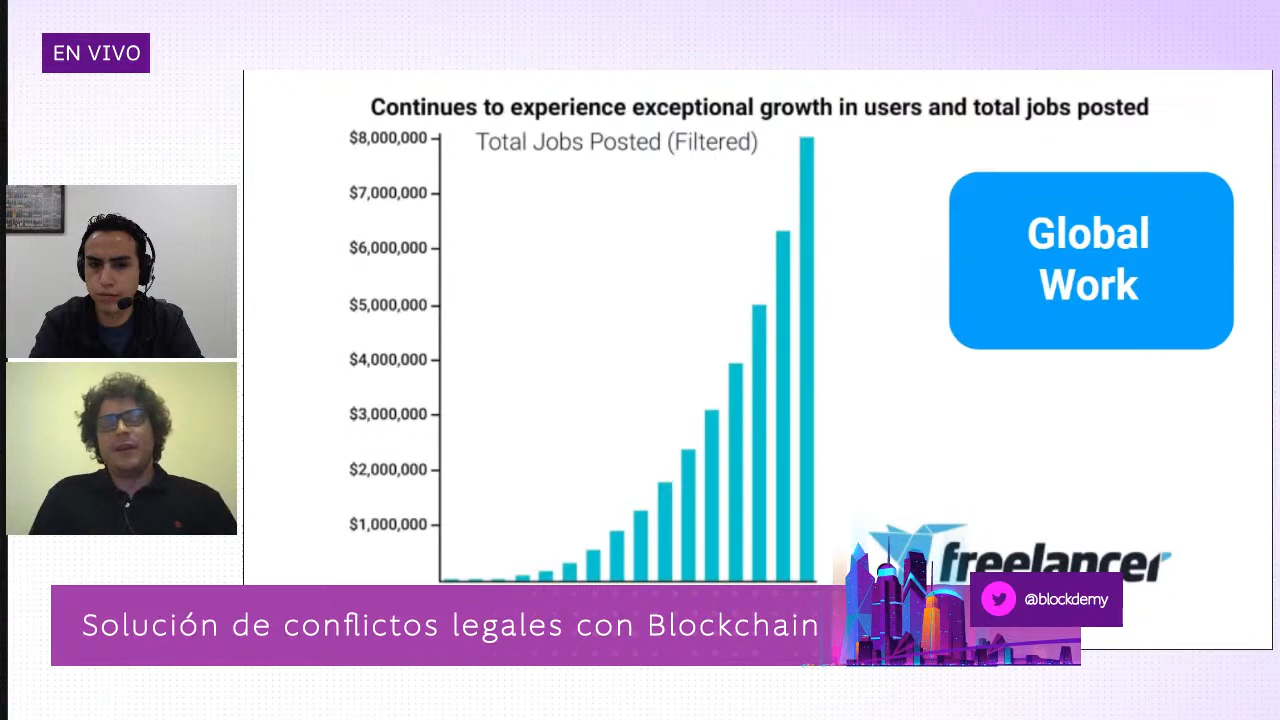 EN VIVO
Continues to experience exceptional growth in users and total jobs posted
Total Jobs Posted (Filtered)
$8,000,000
$7,000,000
$6,000,000
$5,000,000
$4,000,000
$3,000,000
$2,000,000
$1,000,000
Global
Work
freelancer
@blockdemy
Solución de conflictos legales con Blockchain